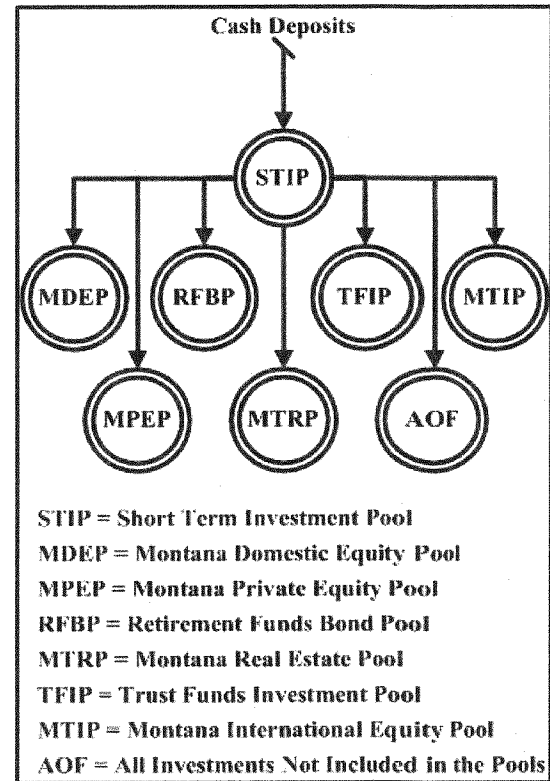 Cash Deposits
STIP
MDEP
RFBP
TFIP
MTIP
MPEP
MTRP
AOF
STIP = Short Term Investment Pool
MDEP = Montana Domestic Equity Pool
MPEP = Montana Private Equity Pool
RFBP = Retirement Funds Bond Pool
MTRP = Montana Real Estate Pool
TFIP = Trust Funds Investment Pool
MTIP = Montana International Equity Pool
AOF = All Investments Not Included in the Pools